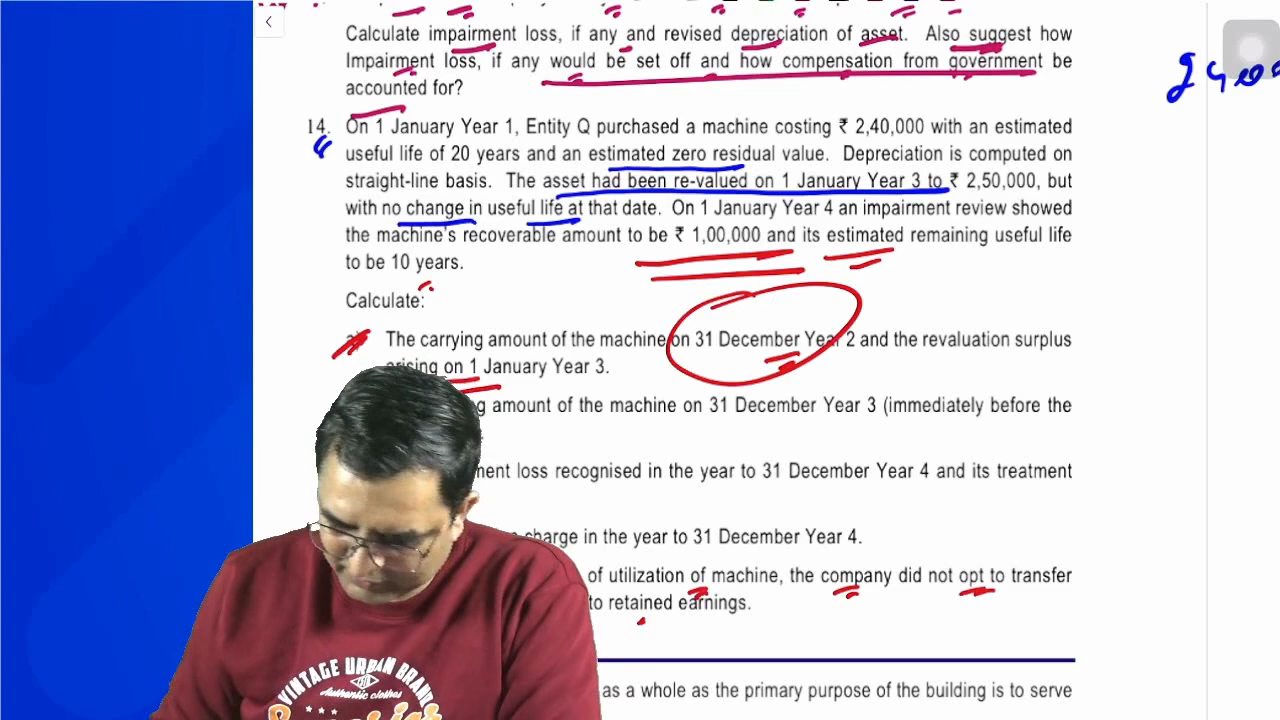 Calculate impairment loss, if any and revised depreciation of asset. Also suggest how
Impairment loss, if any would be set off and how compensation from government be
accounted for?
14. On 1 January Year 1, Entity Q purchased a machine costing ₹ 2,40,000 with an estimated
useful life of 20 years and an estimated zero residual value. Depreciation is computed on
straight-line basis. The asset had been re-valued on 1 January Year 3 to ₹ 2,50,000, but
with no change in useful life at that date. On 1 January Year 4 an impairment review showed
the machine's recoverable amount to be ₹ 1,00,000 and its estimated remaining useful life
to be 10 years.
Calculate:
The carrying amount of the machine on 31 December Year 2 and the revaluation surplus
arising on 1 January Year 3.
amount of the machine on 31 December Year 3 (immediately before the
loss recognised in the year to 31 December Year 4 and its treatment
charge in the year to 31 December Year 4.
of utilization of machine, the company did not opt to transfer
to retained earnings.
as a whole as the primary purpose of the building is to serve
VINTAGE URBAN BRAND
authentic clothes